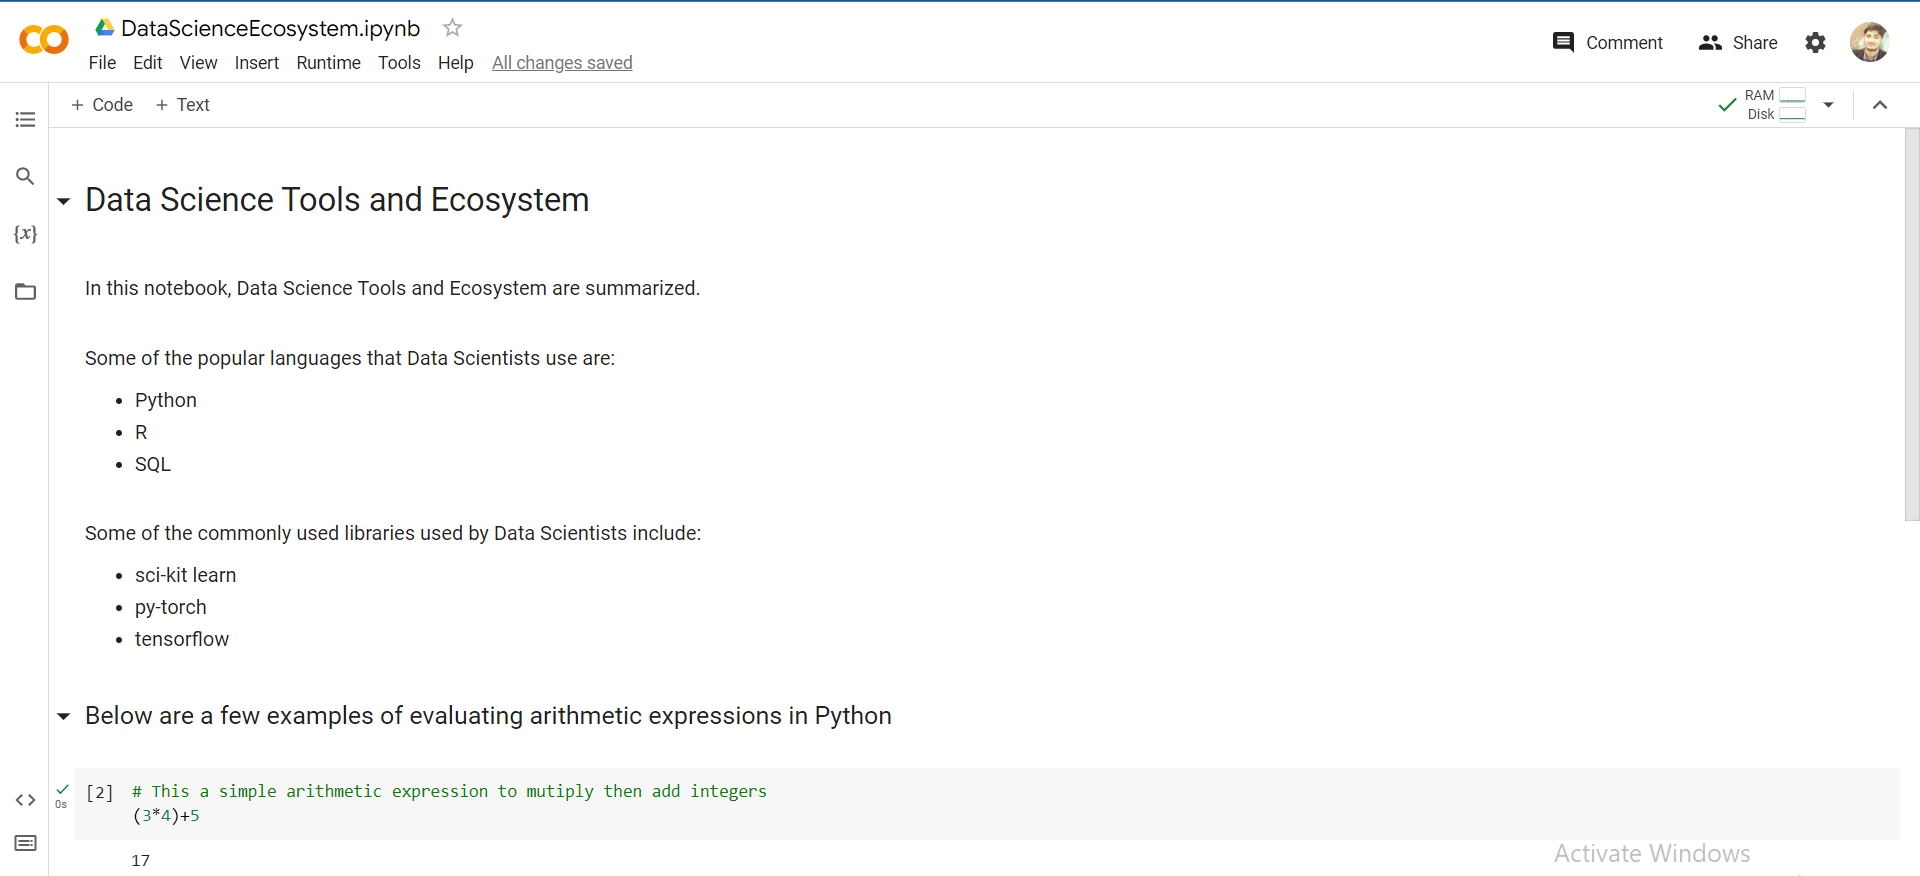 DataScienceEcosystem.ipynb
File Edit View Insert Runtime Tools Help All changes saved
Comment Share
+ Code + Text
RAM
Disk
{x}
Data Science Tools and Ecosystem
In this notebook, Data Science Tools and Ecosystem are summarized.
Some of the popular languages that Data Scientists use are:
• Python
• R
• SQL
Some of the commonly used libraries used by Data Scientists include:
• sci-kit learn
• py-torch
• tensorflow
Below are a few examples of evaluating arithmetic expressions in Python
0s
[2] # This a simple arithmetic expression to mutiply then add integers
(3*4)+5
17
Activate Windows